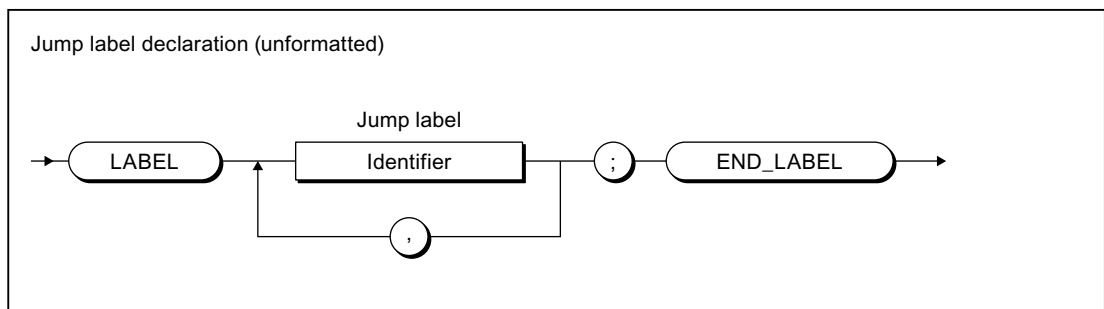 Jump label declaration (unformatted)
Jump label
LABEL
Identifier
;
END_LABEL
,